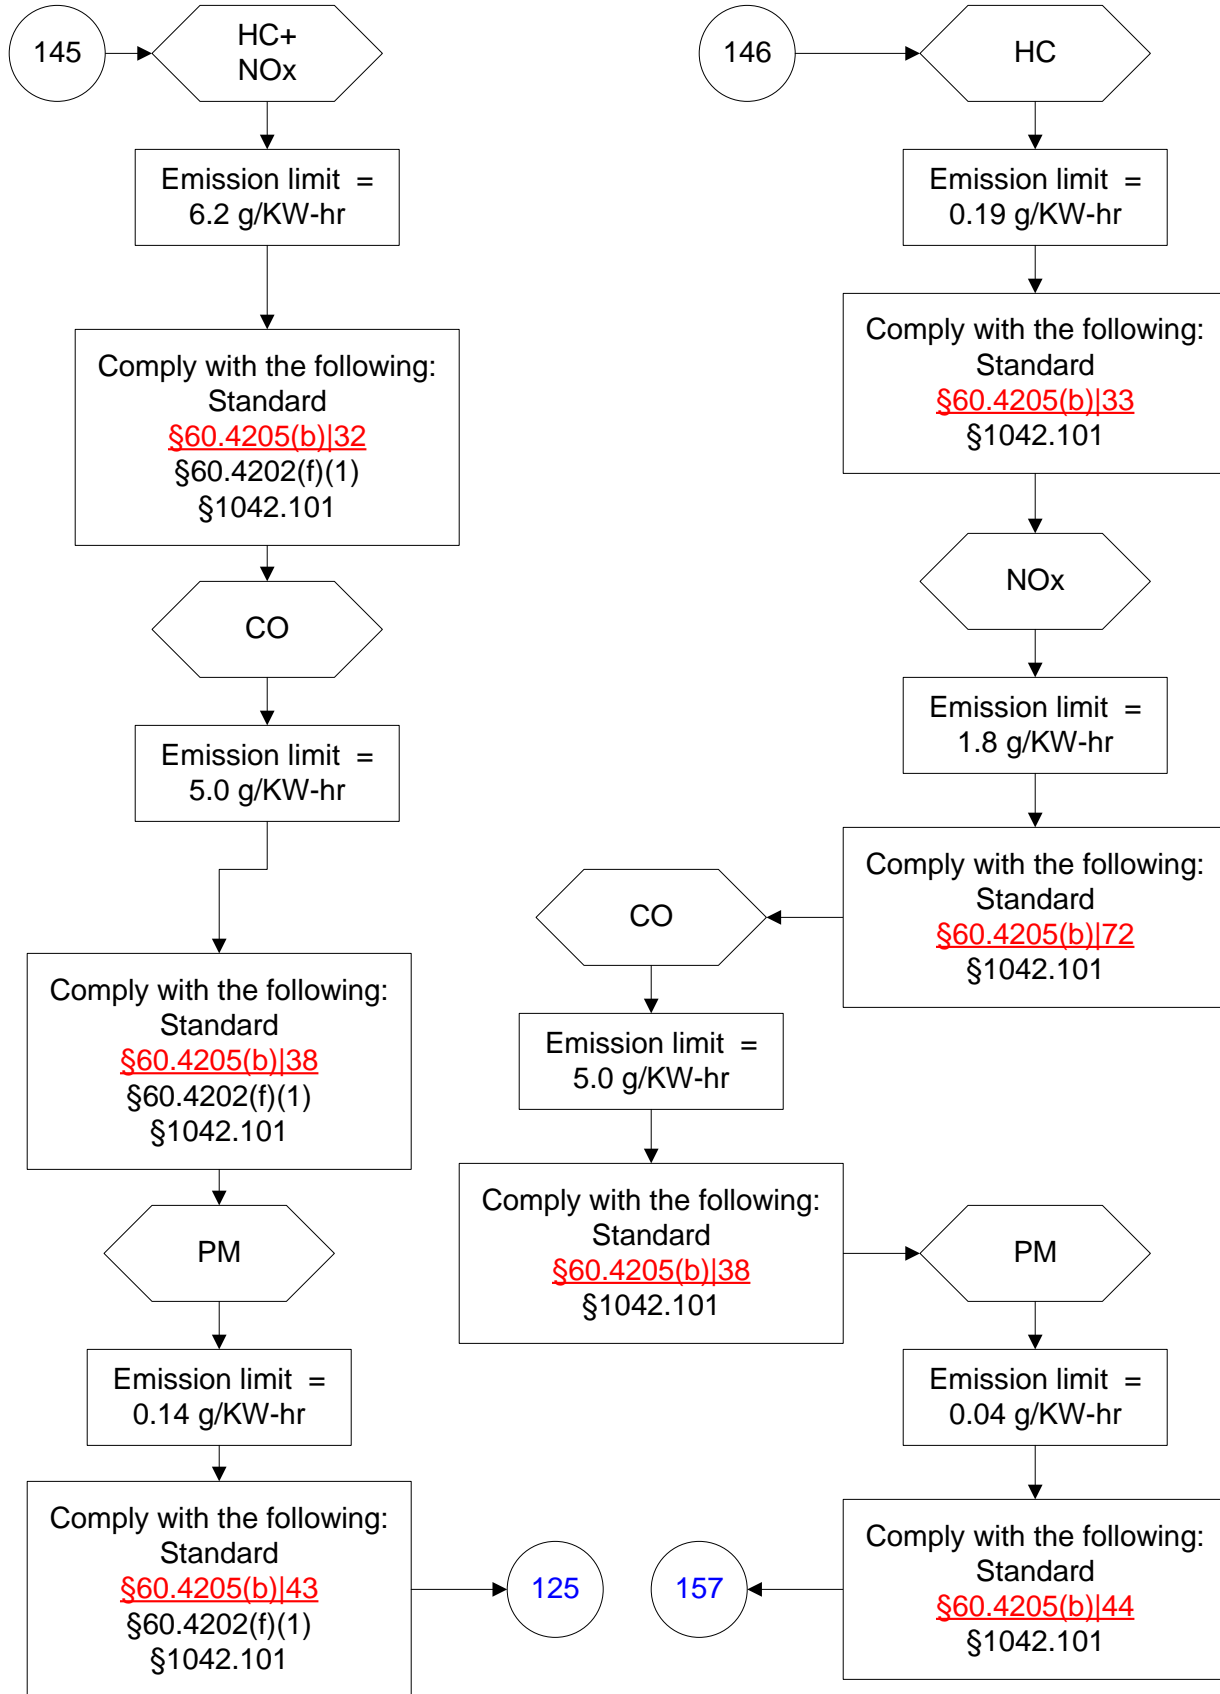 145
HC+
NOx
Emission limit  =
6.2 g/KW-hr
Comply with the following:
Standard
§60.4205(b)|32
§60.4202(f)(1)
§1042.101
CO
Emission limit  =
5.0 g/KW-hr
Comply with the following:
Standard
§60.4205(b)|38
§60.4202(f)(1)
§1042.101
PM
Emission limit  =
0.14 g/KW-hr
Comply with the following:
Standard
§60.4205(b)|43
§60.4202(f)(1)
§1042.101
125
146
HC
Emission limit  =
0.19 g/KW-hr
Comply with the following:
Standard
§60.4205(b)|33
§1042.101
NOx
Emission limit  =
1.8 g/KW-hr
Comply with the following:
Standard
§60.4205(b)|72
§1042.101
CO
Emission limit  =
5.0 g/KW-hr
Comply with the following:
Standard
§60.4205(b)|38
§1042.101
PM
Emission limit  =
0.04 g/KW-hr
Comply with the following:
Standard
§60.4205(b)|44
§1042.101
157